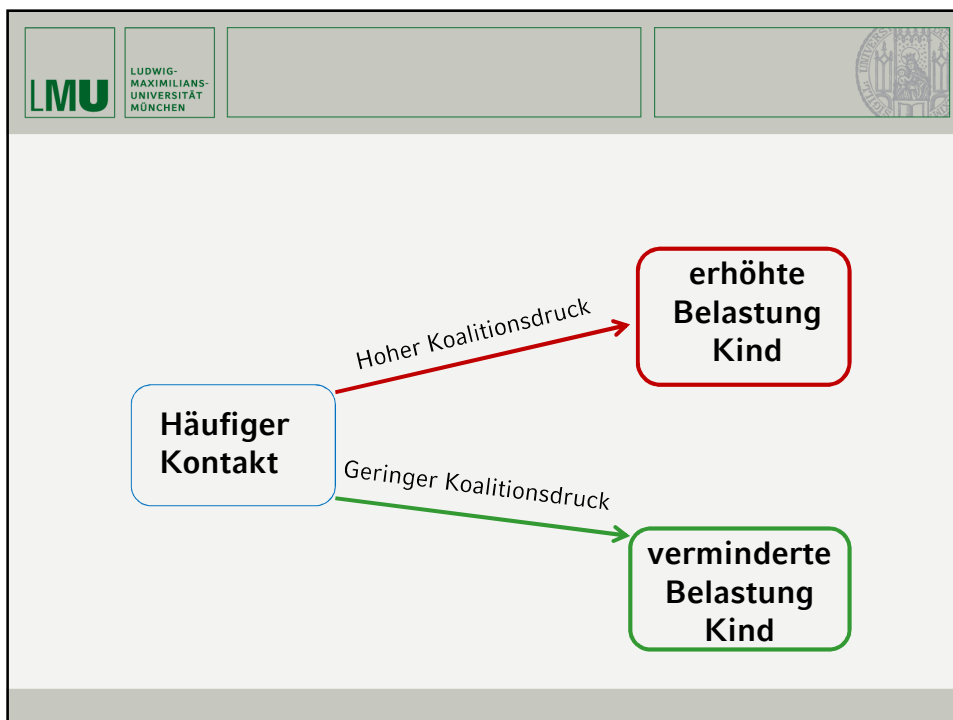 LMU
LUDWIG-
MAXIMILIANS-
UNIVERSITÄT
MÜNCHEN
erhöhte
Belastung
Kind
Hoher Koalitionsdruck
Häufiger
Kontakt
Geringer Koalitionsdruck
verminderte
Belastung
Kind